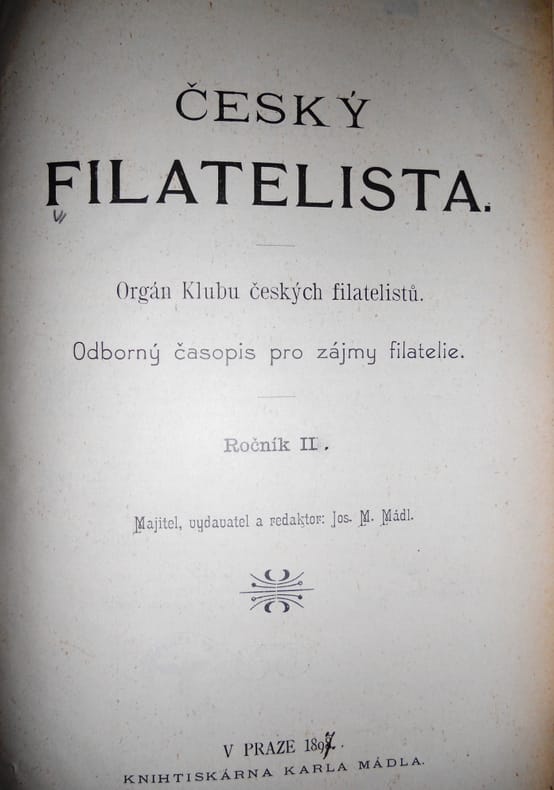 ČESKÝ
FILATELISTA.
Orgán Klubu českých filatelistů.
Odborný časopis pro zájmy filatelie.
Ročník II.
Majitel, vydavatel a redaktor: Jos. M. Mádl.
V PRAZE 1897.
KNIHTISKÁRNA KARLA MÁDLA.